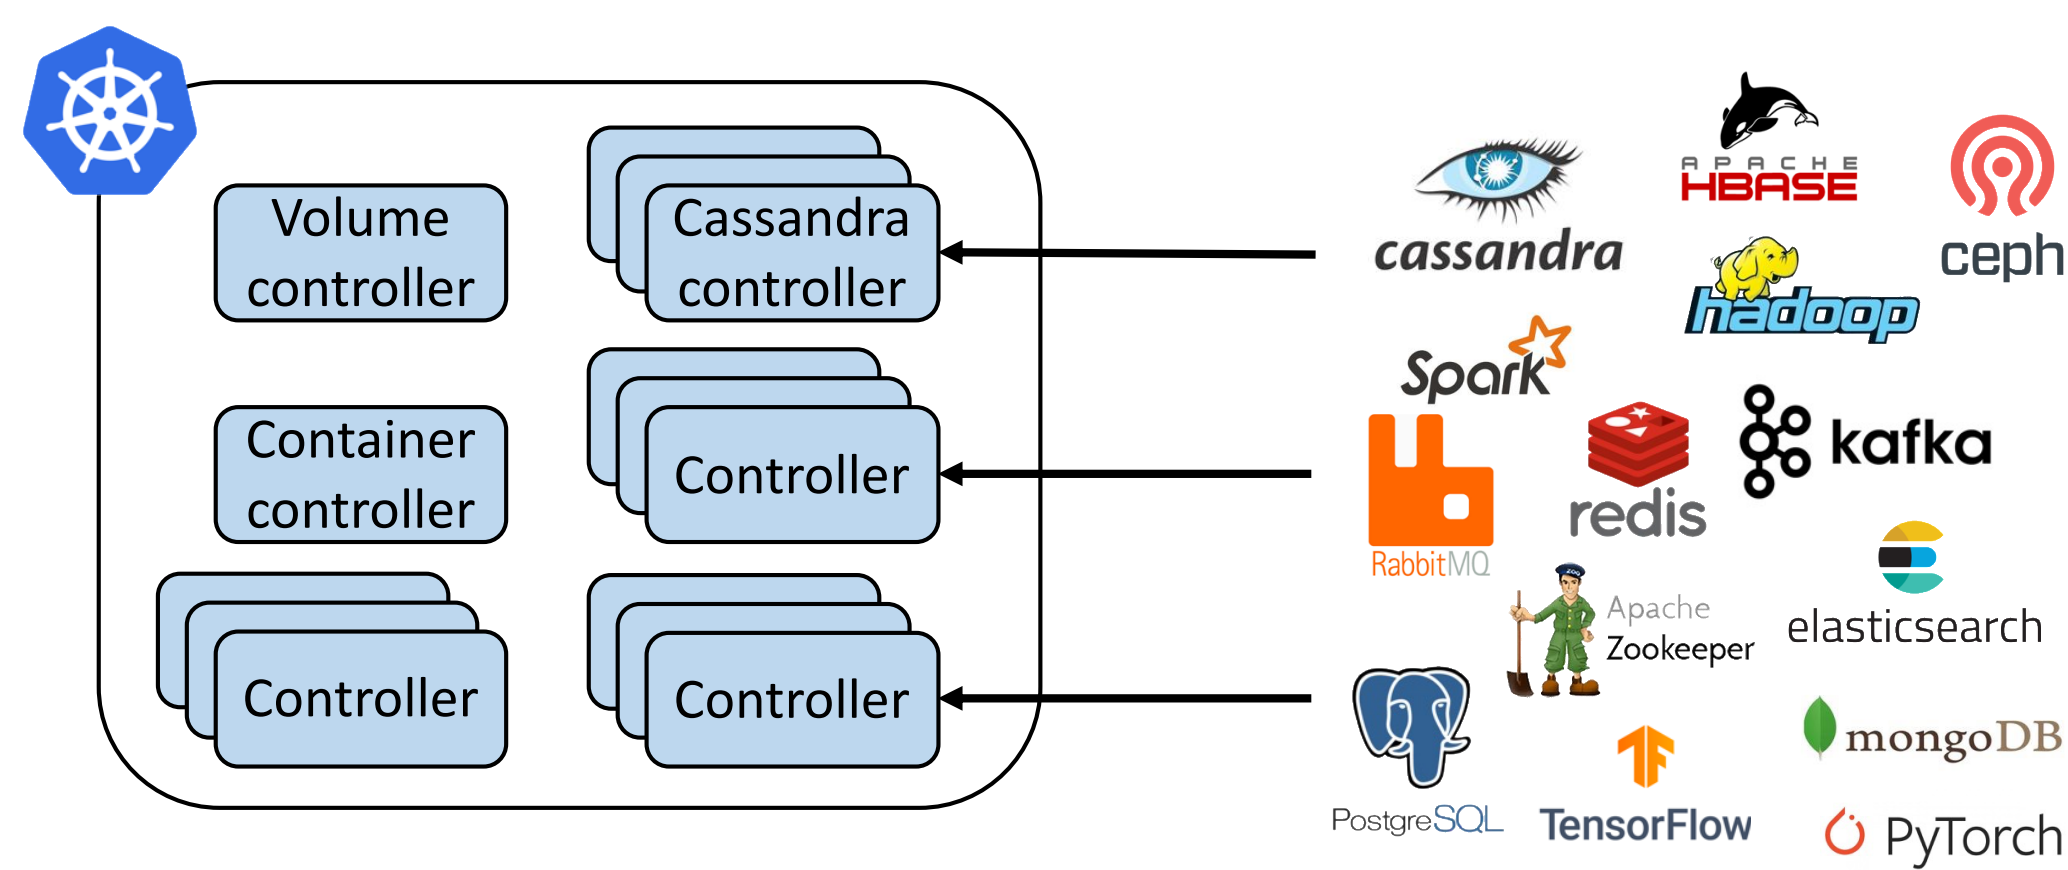 Volume
controller
Cassandra
controller
Container
controller
Controller
Controller
Controller
cassandra
APACHE
HBASE
ceph
hadoop
Spark
redis
kafka
RabbitMQ
ZOO
Apache
Zookeeper
elasticsearch
PostgreSQL
TensorFlow
mongoDB
PyTorch